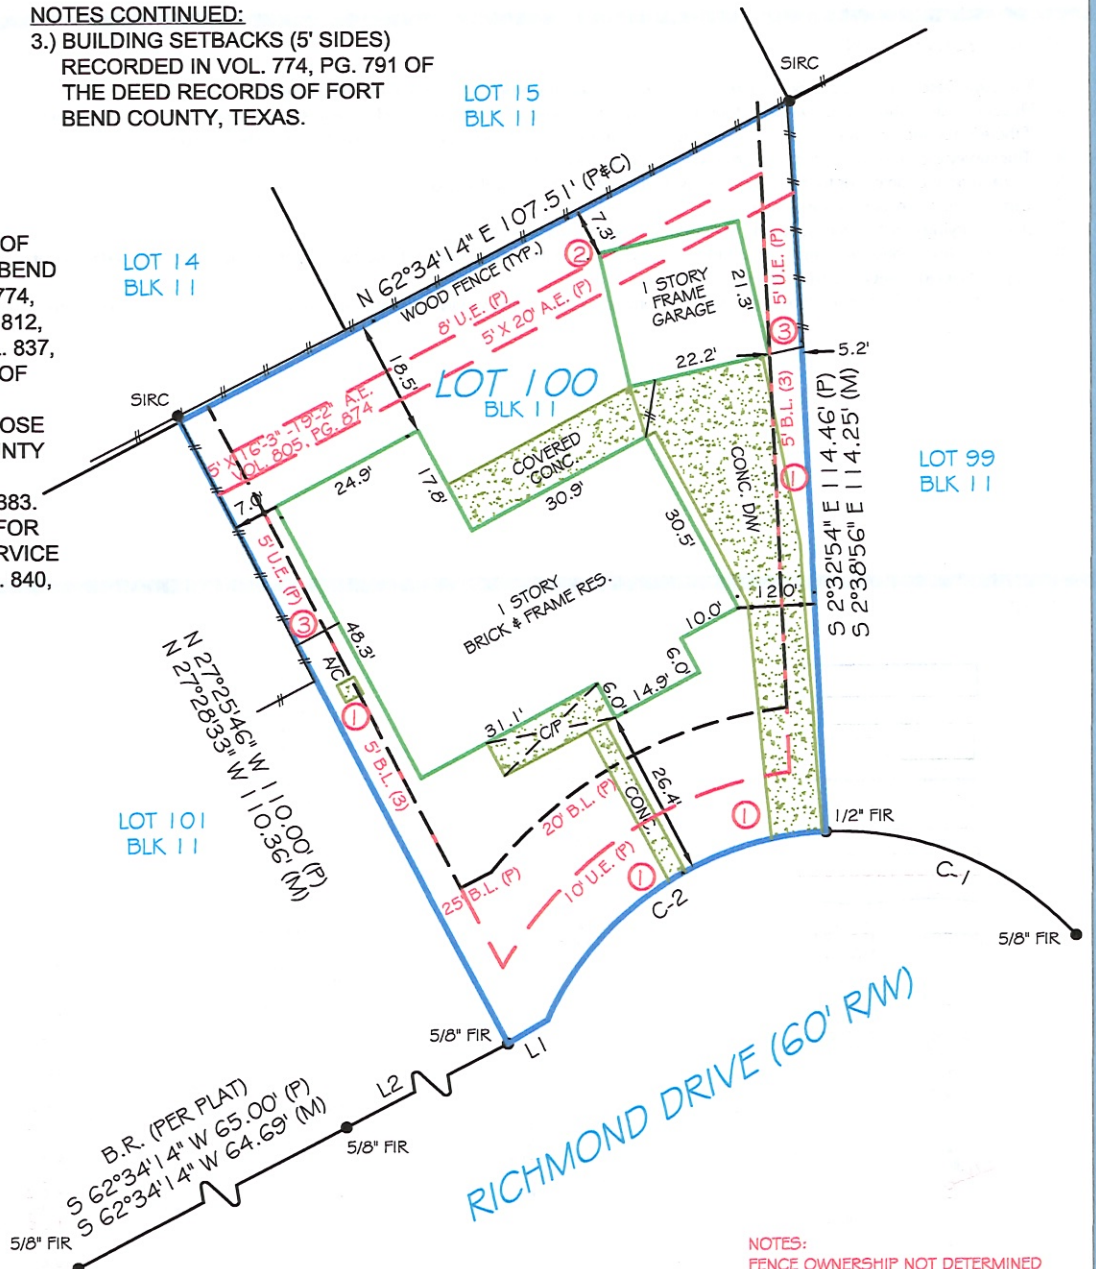 NOTES CONTINUED:
3.) BUILDING SETBACKS (5' SIDES)
RECORDED IN VOL. 774, PG. 791 OF
THE DEED RECORDS OF FORT
BEND COUNTY, TEXAS.
SIRC
LOT 15
BLK 11
N 62°34'14" E 107.51' (P&C)
WOOD FENCE (TYP.)
7.3'
2
OF
BEND
774,
812,
. 837,
OF
OSE
NTY
383.
FOR
RVICE
. 840,
LOT 14
BLK 11
8' U.E. (P)
5' X 20' A.E. (P)
1 STORY
FRAME
GARAGE
21.3'
5' U.E. (P)
3
22.2'
5.2'
18.5'
LOT 100
BLK 11
SIRC
5' X 16'-3" -19'-2" A.E.
VOL. 805, PG. 874
COVERED
CONC.
5' B.L. (3)
S 2°32'54" E 114.46' (P)
S 2°38'56" E 114.25' (M)
LOT 99
BLK 11
1
24.9'
17.8'
30.9'
7.0'
CONC. DW
30.5'
5' U.E. (P)
3
1 STORY
BRICK & FRAME RES.
12.0'
10.0'
6.0'
14.9'
48.3'
A/C
1
N 27°25'46" W 110.00' (P)
N 27°28'33" W 110.36' (M)
31.1'
C/P
6.0'
5' B.L. (3)
26.4'
20' B.L. (P)
CONC.
1
1/2" FIR
LOT 101
BLK 11
25' B.L. (P)
10' U.E. (P)
1
C-2
C-1
5/8" FIR
5/8" FIR
L1
L2
RICHMOND DRIVE (60' R/W)
B.R. (PER PLAT)
S 62°34'14" W 65.00' (P)
S 62°34'14" W 64.69' (M)
5/8" FIR
5/8" FIR
NOTES:
FENCE OWNERSHIP NOT DETERMINED